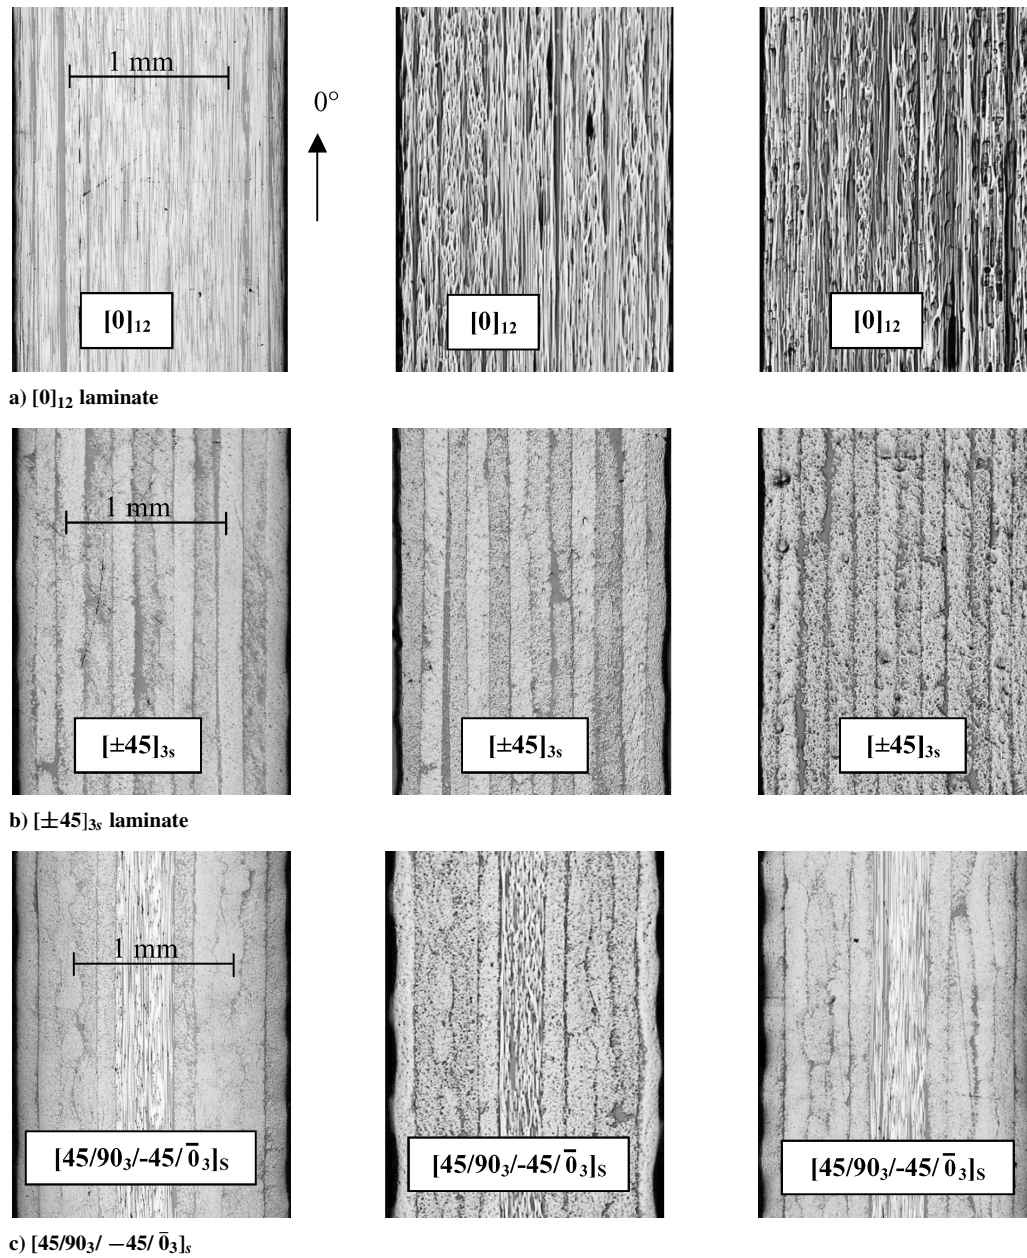 1 mm
0°
[0]₁₂ [0]₁₂ [0]₁₂
a) [0]₁₂ laminate
1 mm
[±45]₃ₛ [±45]₃ₛ [±45]₃ₛ
b) [±45]₃ₛ laminate
1 mm
[45/90₃/-45/0̅₃]ₛ [45/90₃/-45/0̅₃]ₛ [45/90₃/-45/0̅₃]ₛ
c) [45/90₃/ −45/ 0̅₃]ₛ